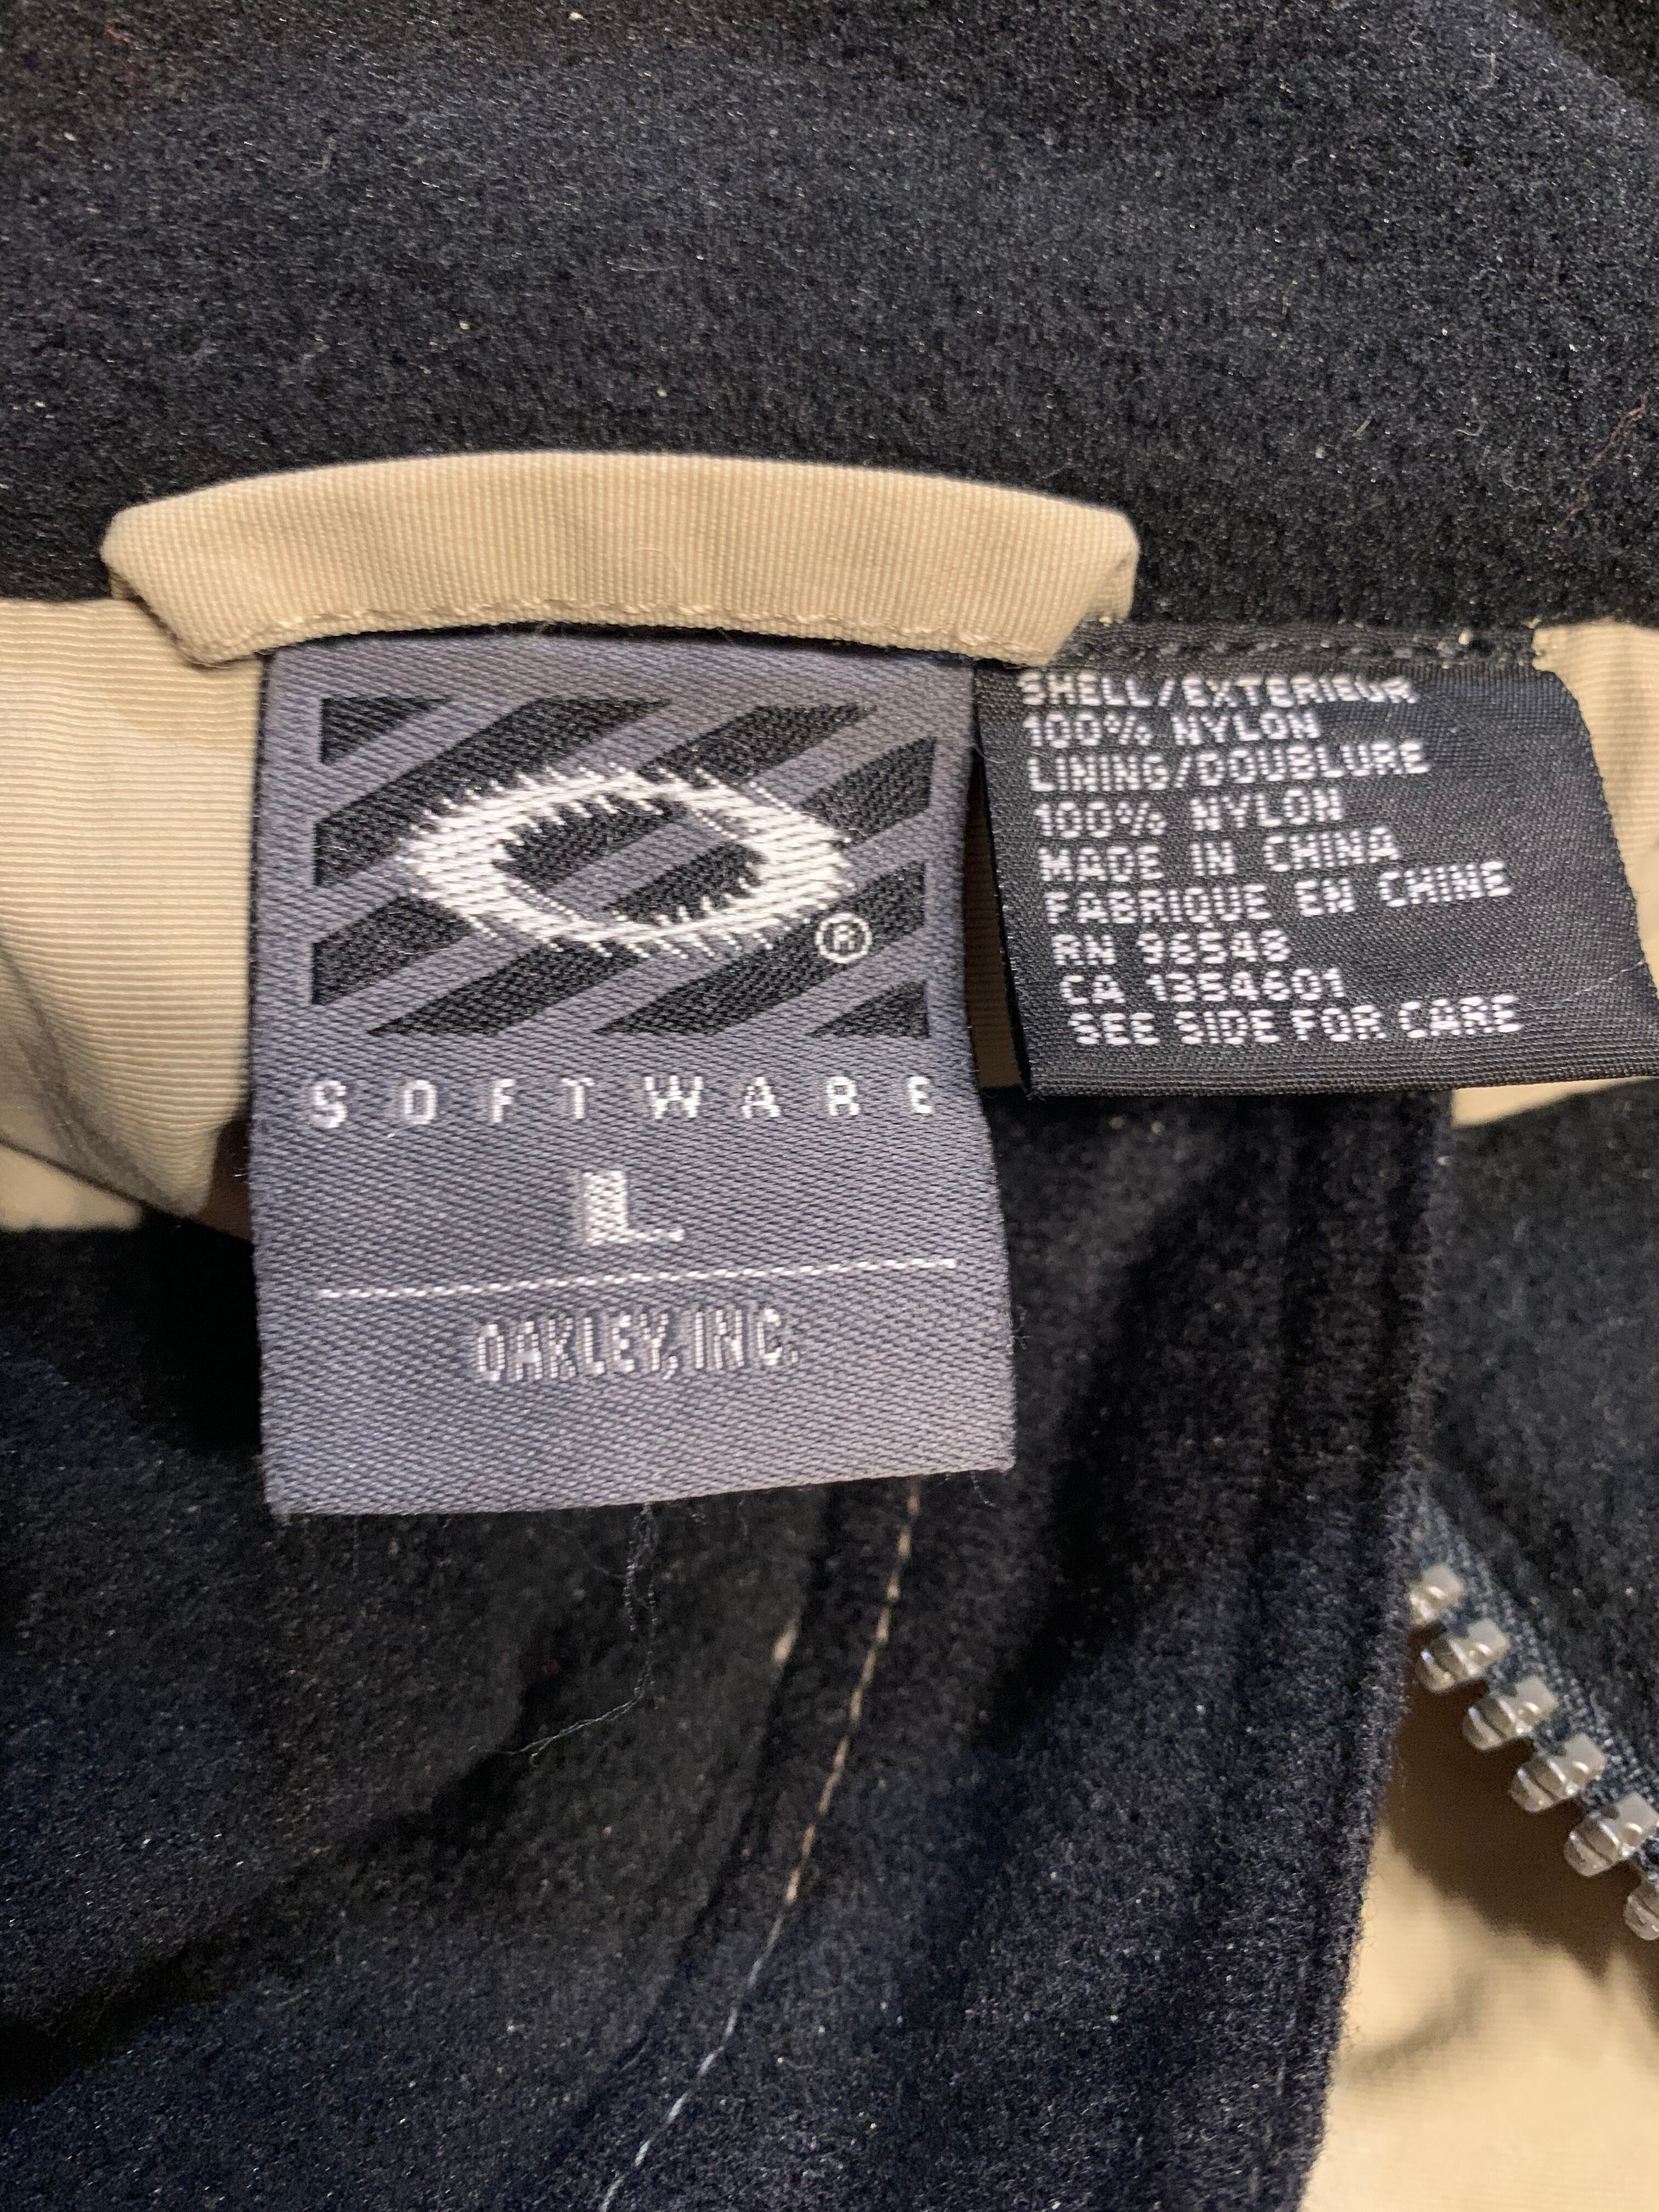 ®
SOFTWARE
L
OAKLEY, INC.
SHELL/EXTERIEUR
100% NYLON
LINING/DOUBLURE
100% NYLON
MADE IN CHINA
FABRIQUE EN CHINE
RN 96548
CA 1354601
SEE SIDE FOR CARE